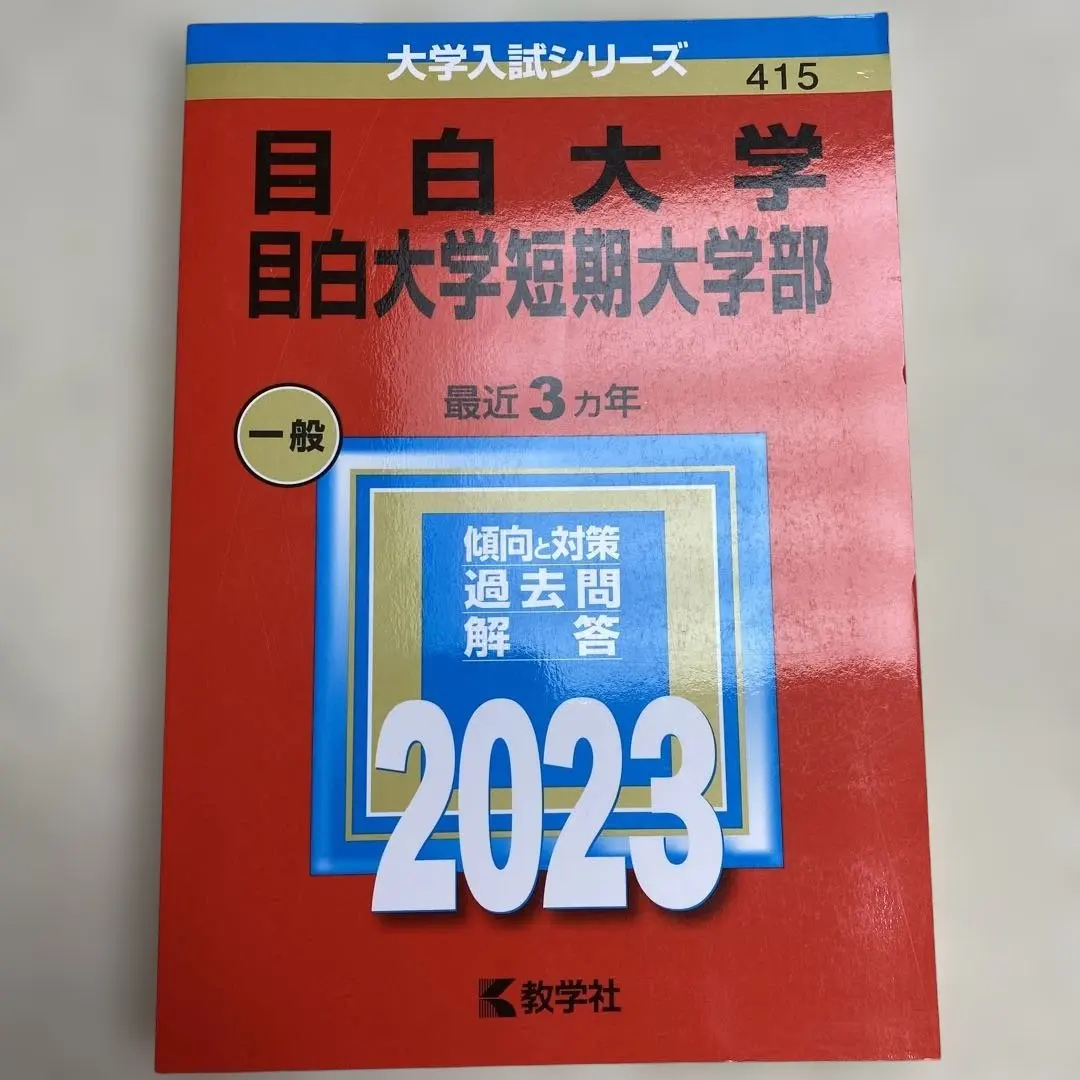 大学入試シリーズ
415
目白大学
目白大学短期大学部
最近3カ年
一般
傾向と対策
過去問
解答
2023
教学社